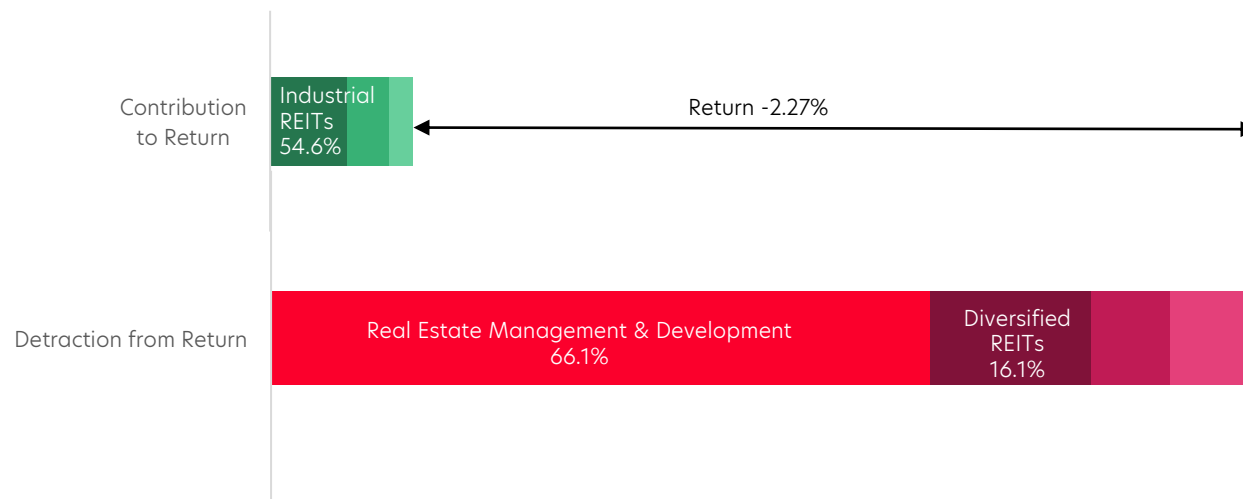 Contribution
to Return
Industrial
REITs
54.6%
Return -2.27%
Detraction from Return
Real Estate Management & Development
66.1%
Diversified
REITs
16.1%